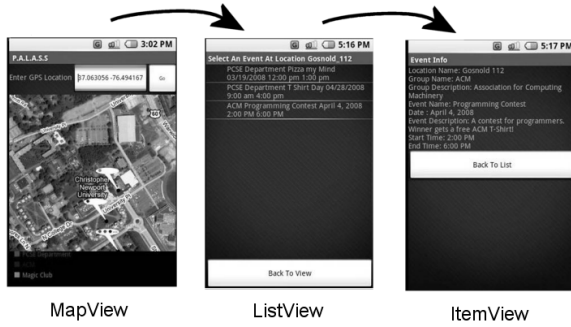 3:02 PM
P.A.L.A.S.S
Enter GPS Location 37.063056 -76.494167 Go
Christopher
Newport
University
University Pl
PCSE Department
ACM
Magic Club
MapView
5:16 PM
Select An Event At Location Gosnold_112
PCSE Department Pizza my Mind
03/19/2008 12:00 pm 1:00 pm
PCSE Department T Shirt Day 04/28/2008
9:00 am 4:00 pm
ACM Programming Contest April 4, 2008
2:00 PM 6:00 PM
Back To View
ListView
5:17 PM
Event Info
Location Name: Gosnold 112
Group Name: ACM
Group Description: Association for Computing
Machinery
Event Name: Programming Contest
Date : April 4, 2008
Event Description: A contest for programmers.
Winner gets a free ACM T-Shirt!
Start Time: 2:00 PM
End Time: 6:00 PM
Back To List
ItemView